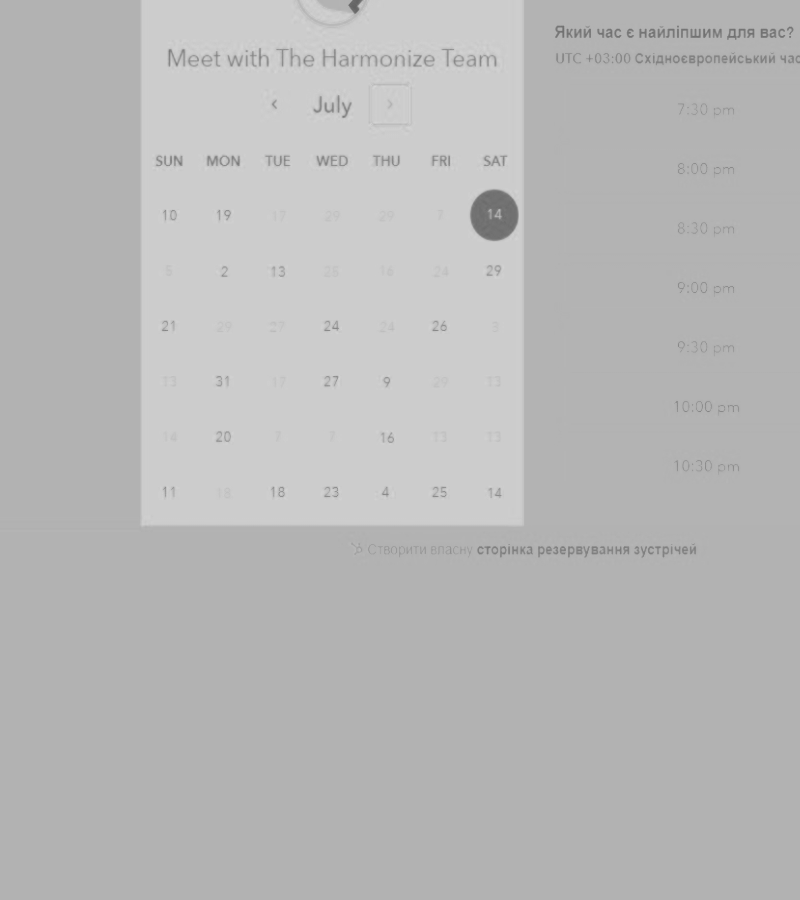 Meet with The Harmonize Team
July
SUN MON TUE WED THU FRI SAT
10 19 17 29 29 7 14
5 2 13 25 16 24 29
21 29 27 24 24 26 3
13 31 17 27 9 29 13
14 20 7 7 16 13 13
11 18 18 23 4 25 14
Який час є найліпшим для вас?
UTC +03:00 Східноєвропейський час
7:30 pm
8:00 pm
8:30 pm
9:00 pm
9:30 pm
10:00 pm
10:30 pm
Створити власну сторінка резервування зустрічей